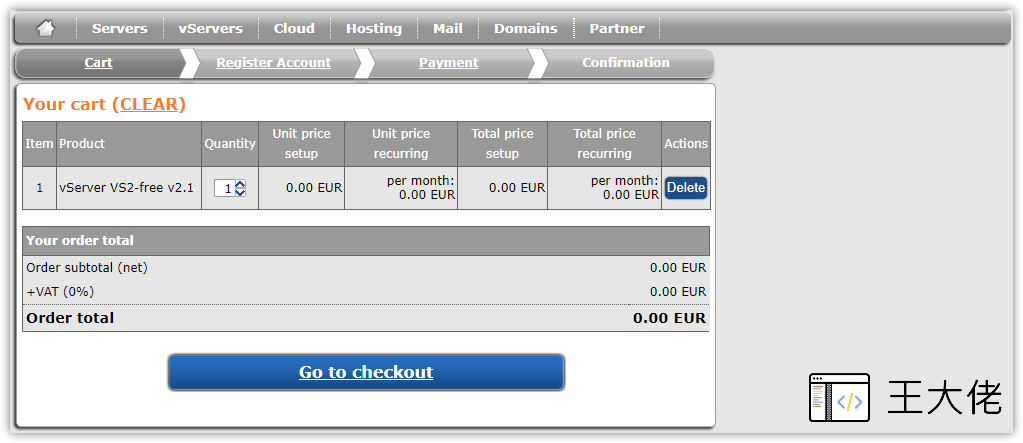 Servers vServers Cloud Hosting Mail Domains Partner
Cart Register Account Payment Confirmation
Your cart (CLEAR)
Item Product Quantity Unit price setup Unit price recurring Total price setup Total price recurring Actions
1 vServer VS2-free v2.1 1 0.00 EUR per month: 0.00 EUR 0.00 EUR per month: 0.00 EUR Delete
Your order total
Order subtotal (net) 0.00 EUR
+VAT (0%) 0.00 EUR
Order total 0.00 EUR
Go to checkout
</> 王大佬